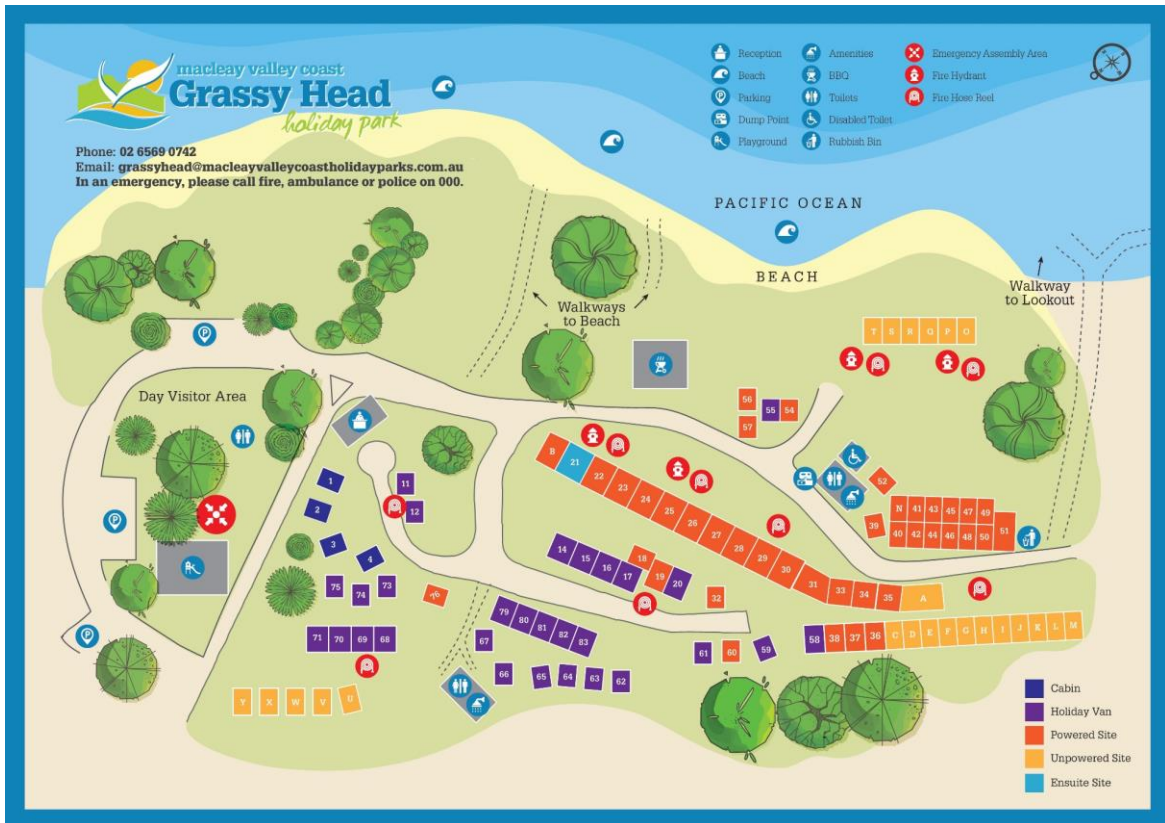 macleay valley coast
Grassy Head
holiday park
Phone: 02 6569 0742
Email: grassyhead@macleayvalleycoastholidayparks.com.au
In an emergency, please call fire, ambulance or police on 000.
Reception
Beach
Parking
Dump Point
Playground
Amenities
BBQ
Toilets
Disabled Toilet
Rubbish Bin
Emergency Assembly Area
Fire Hydrant
Fire Hose Reel
PACIFIC OCEAN
BEACH
Walkway
to Lookout
Walkways
to Beach
Day Visitor Area
P
P
P
T S R Q P O
56 55 54
57
B 21 22 23 24 25 26 27 28 29 30 31 33 34 35 A
52
39
N 41 43 45 47 49 51
40 42 44 46 48 50
1
2
3
4
11
12
14 15 16 17 18 19 20
32
75 74 73
71 70 69 68
79 80 81 82 83
67
66 65 64 63 62
61 60 59
58 38 37 36 C D E F G H I J K L M
Y X W V U
Cabin
Holiday Van
Powered Site
Unpowered Site
Ensuite Site